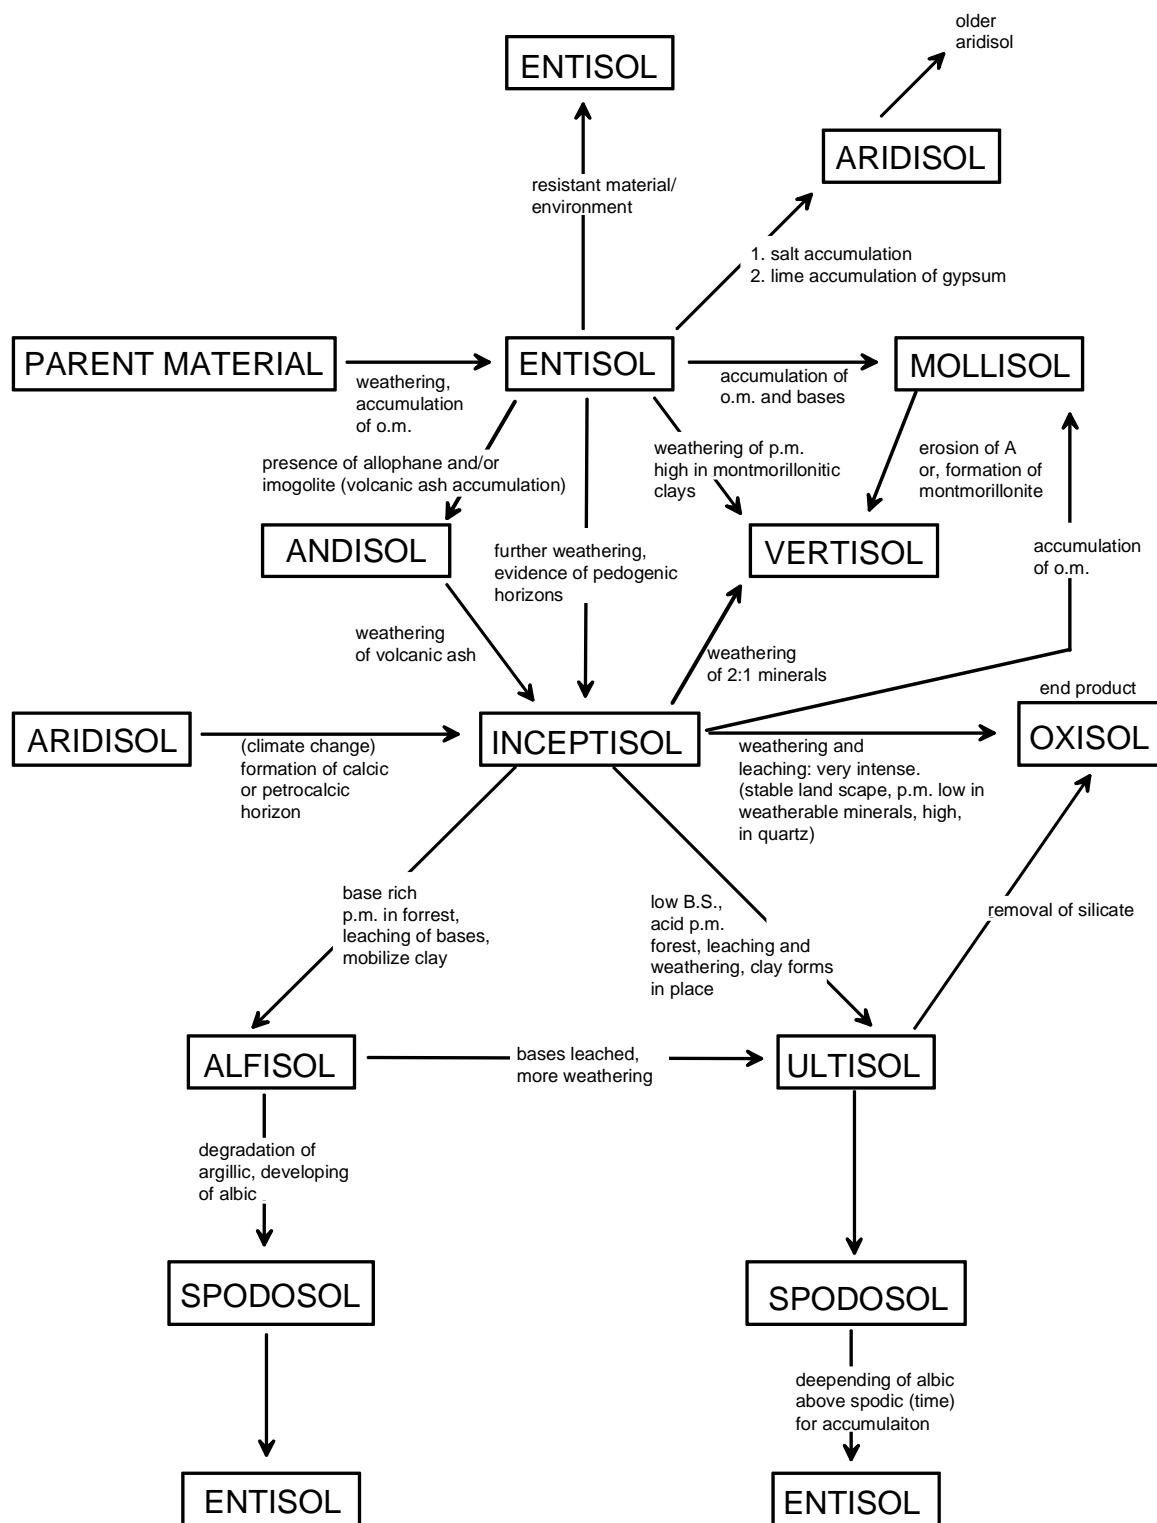 older
aridisol
ENTISOL
ARIDISOL
resistant material/
environment
1. salt accumulation
2. lime accumulation of gypsum
PARENT MATERIAL
ENTISOL
MOLLISOL
weathering,
accumulation
of o.m.
accumulation of
o.m. and bases
presence of allophane and/or
imogolite (volcanic ash accumulation)
weathering of p.m.
high in montmorillonitic
clays
erosion of A
or, formation of
montmorillonite
ANDISOL
further weathering,
evidence of pedogenic
horizons
VERTISOL
accumulation
of o.m.
weathering
of volcanic ash
weathering
of 2:1 minerals
end product
ARIDISOL
INCEPTISOL
OXISOL
(climate change)
formation of calcic
or petrocalcic
horizon
weathering and
leaching: very intense.
(stable land scape, p.m. low in
weatherable minerals, high,
in quartz)
base rich
p.m. in forrest,
leaching of bases,
mobilize clay
low B.S.,
acid p.m.
forest, leaching and
weathering, clay forms
in place
removal of silicate
ALFISOL
bases leached,
more weathering
ULTISOL
degradation of
argillic, developing
of albic
SPODOSOL
SPODOSOL
deepending of albic
above spodic (time)
for accumulaiton
ENTISOL
ENTISOL